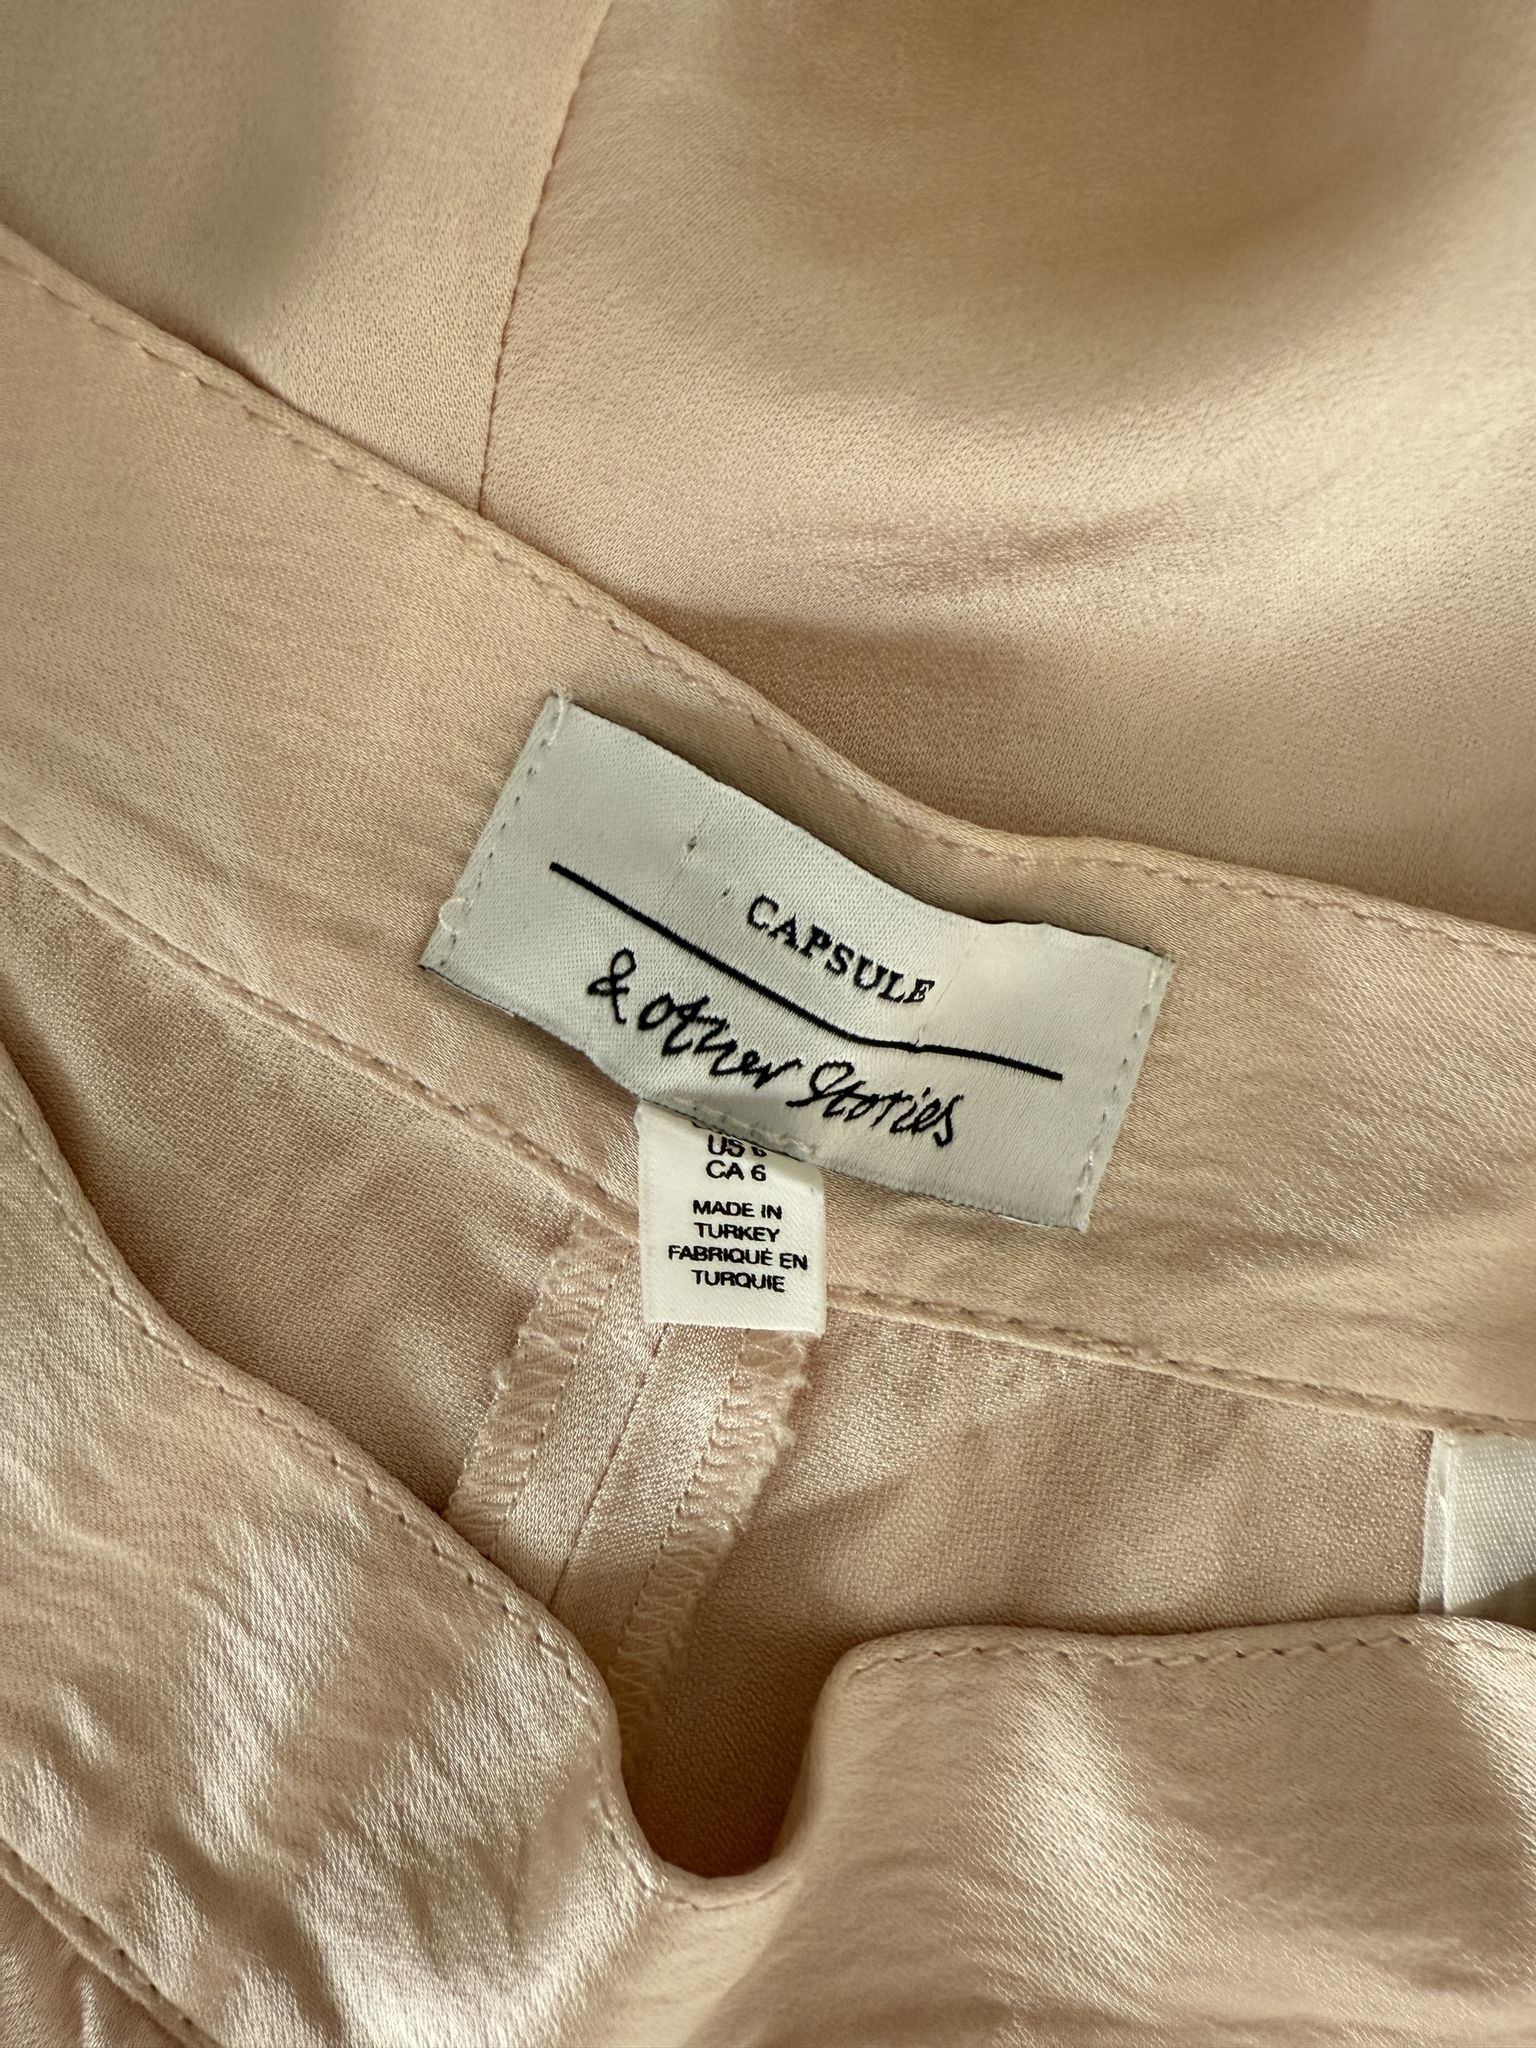 CAPSULE
& other Stories
US 6
CA 6
MADE IN
TURKEY
FABRIQUÉ EN
TURQUIE